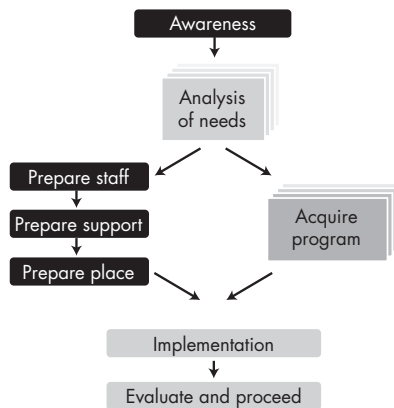 Awareness
Analysis
of needs
Prepare staff
Prepare support
Prepare place
Acquire
program
Implementation
Evaluate and proceed